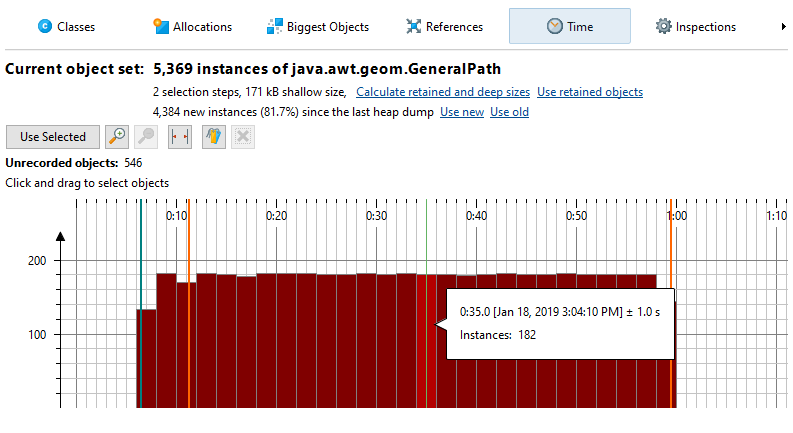 Classes Allocations Biggest Objects References Time Inspections
Current object set: 5,369 instances of java.awt.geom.GeneralPath
2 selection steps, 171 kB shallow size, Calculate retained and deep sizes Use retained objects
4,384 new instances (81.7%) since the last heap dump Use new Use old
Use Selected
Unrecorded objects: 546
Click and drag to select objects
0:10 0:20 0:30 0:40 0:50 1:00 1:10
200
0:35.0 [Jan 18, 2019 3:04:10 PM] ± 1.0 s
100
Instances: 182